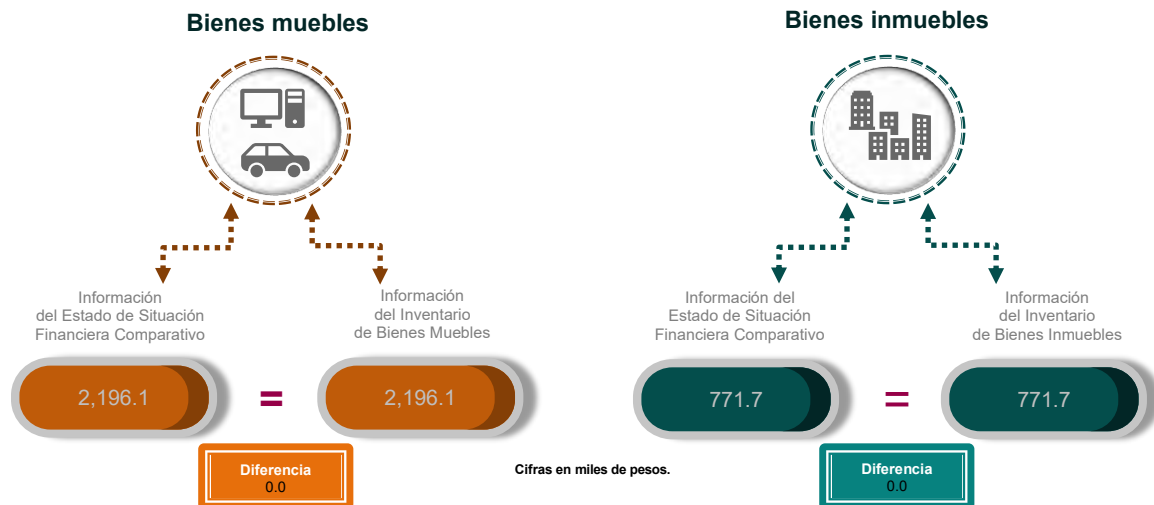 Bienes muebles
Información
del Estado de Situación
Financiera Comparativo
Información
del Inventario
de Bienes Muebles
2,196.1
=
2,196.1
Diferencia
0.0
Cifras en miles de pesos.
Bienes inmuebles
Información del
Estado de Situación
Financiera Comparativo
Información
del Inventario
de Bienes Inmuebles
771.7
=
771.7
Diferencia
0.0